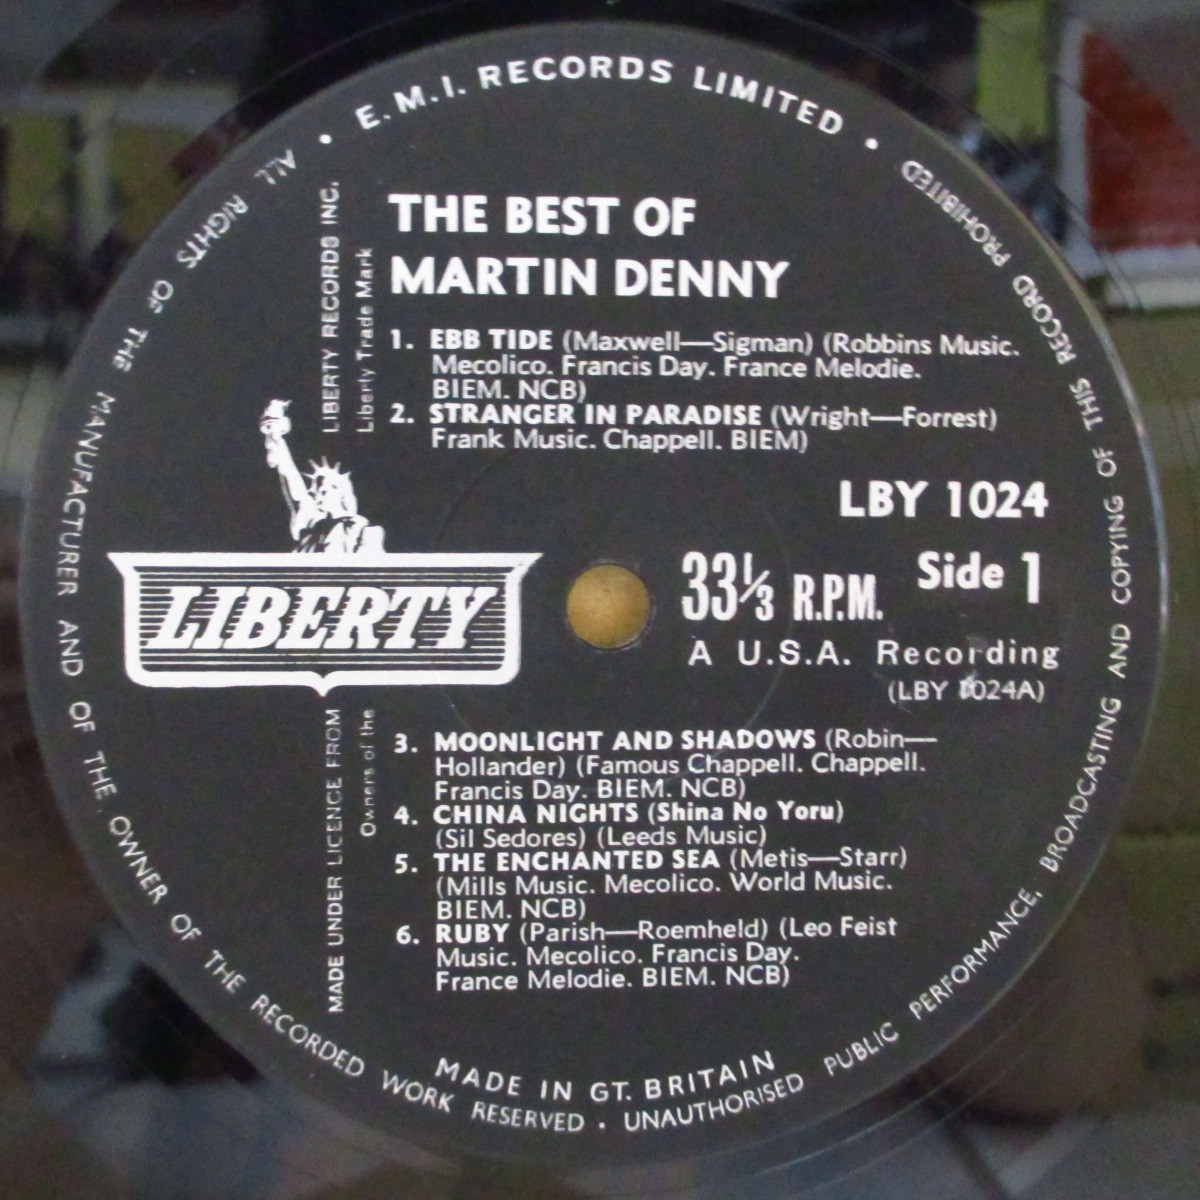 E.M.I. RECORDS LIMITED
ALL RIGHTS OF THE MANUFACTURER AND OF THE OWNER OF THE RECORDED WORK RESERVED . UNAUTHORISED PUBLIC PERFORMANCE, BROADCASTING AND COPYING OF THIS RECORD PROHIBITED
THE BEST OF
MARTIN DENNY
LIBERTY RECORDS INC.
Liberty Trade Mark
1. EBB TIDE (Maxwell—Sigman) (Robbins Music.
Mecolico. Francis Day. France Melodie.
BIEM. NCB)
2. STRANGER IN PARADISE (Wright—Forrest)
Frank Music. Chappell. BIEM)
LBY 1024
LIBERTY
33⅓ R.P.M.
Side 1
A U.S.A. Recording
(LBY 1024A)
MADE UNDER LICENCE FROM
Owners of the
3. MOONLIGHT AND SHADOWS (Robin—
Hollander) (Famous Chappell. Chappell.
Francis Day. BIEM. NCB)
4. CHINA NIGHTS (Shina No Yoru)
(Sil Sedores) (Leeds Music)
5. THE ENCHANTED SEA (Metis—Starr)
(Mills Music. Mecolico. World Music.
BIEM. NCB)
6. RUBY (Parish—Roemheld) (Leo Feist
Music. Mecolico. Francis Day.
France Melodie. BIEM. NCB)
MADE IN GT. BRITAIN